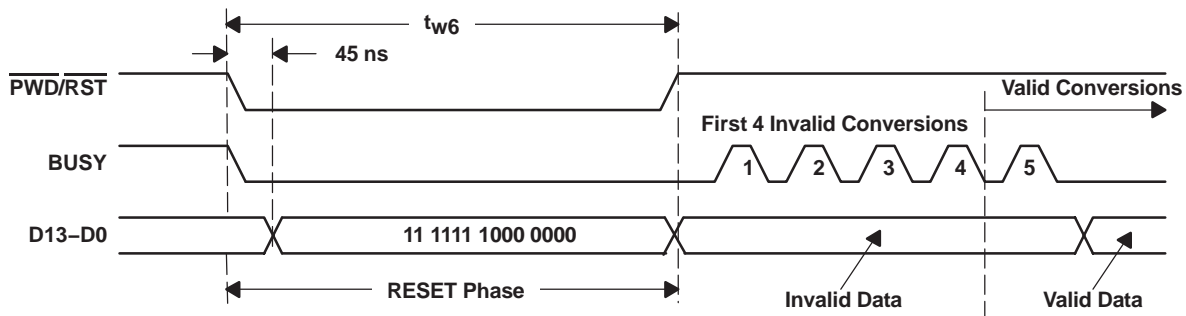 tw6
45 ns
PWD/RST
Valid Conversions
First 4 Invalid Conversions
BUSY
1 2 3 4 5
D13–D0
11 1111 1000 0000
RESET Phase
Invalid Data
Valid Data